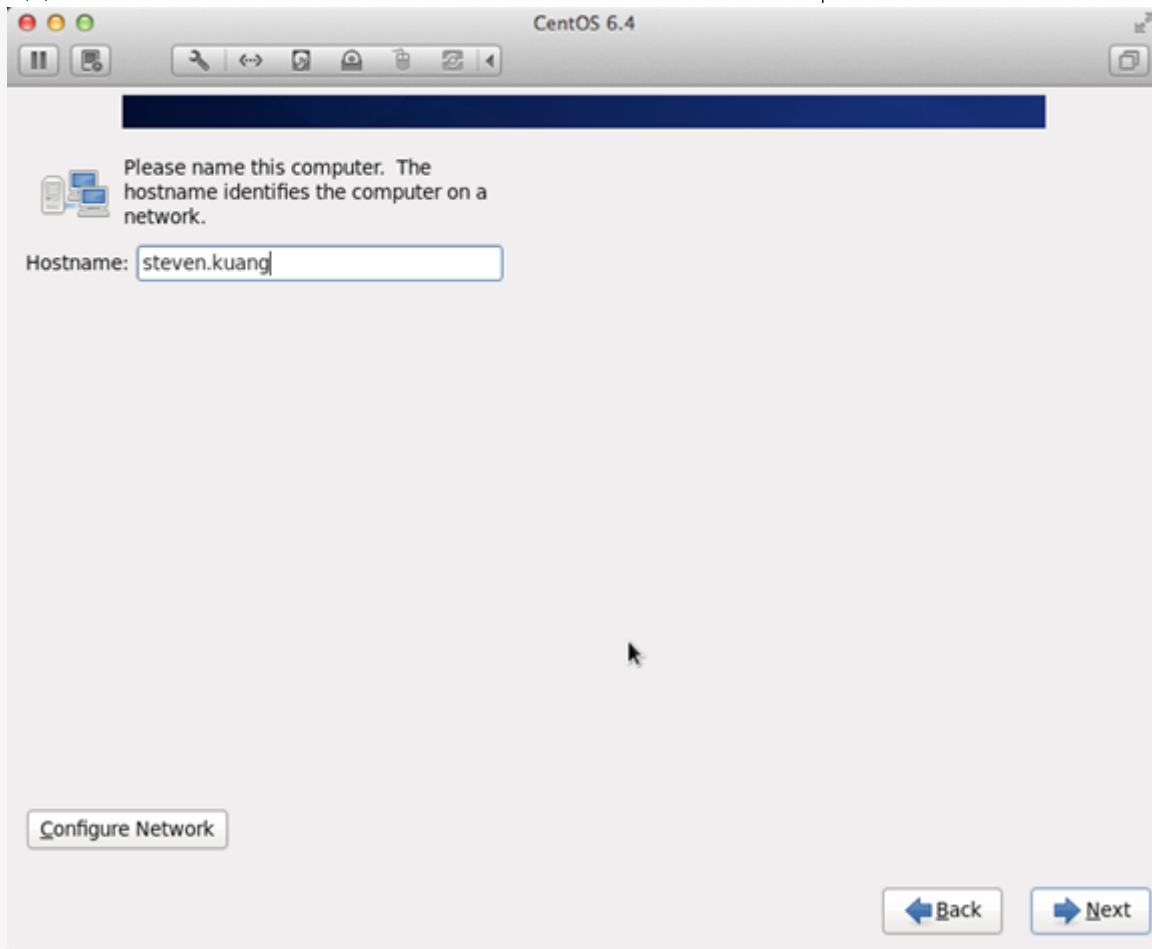 CentOS 6.4
Please name this computer. The
hostname identifies the computer on a
network.
Hostname: steven.kuang
Configure Network
Back
Next